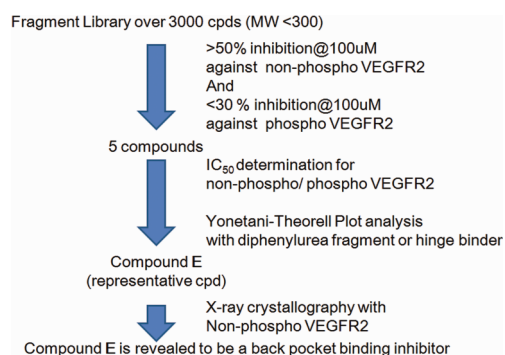 Fragment Library over 3000 cpds (MW <300)
>50% inhibition@100uM
against non-phospho VEGFR2
And
<30 % inhibition@100uM
against phospho VEGFR2
5 compounds
IC50 determination for
non-phospho/ phospho VEGFR2
Yonetani-Theorell Plot analysis
with diphenylurea fragment or hinge binder
Compound E
(representative cpd)
X-ray crystallography with
Non-phospho VEGFR2
Compound E is revealed to be a back pocket binding inhibitor